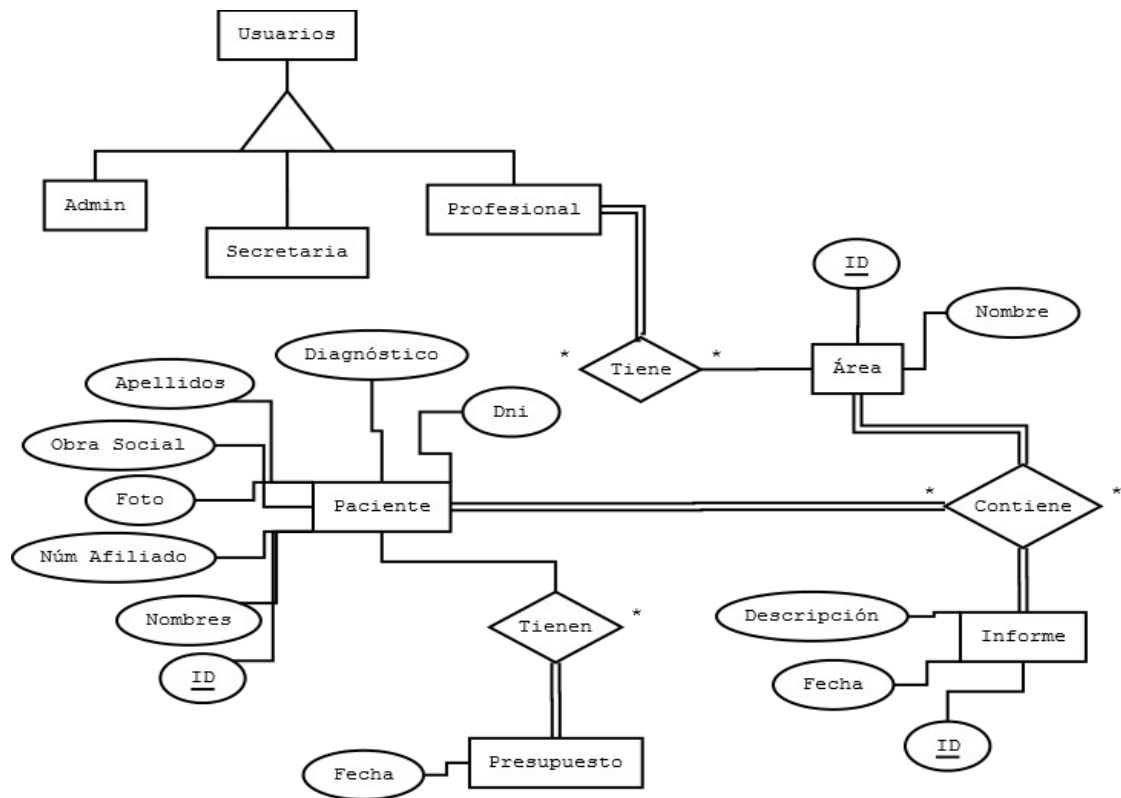 Usuarios
Admin
Secretaria
Profesional
ID
Nombre
* Tiene *
Área
Diagnóstico
Apellidos
Dni
Obra Social
Foto
Paciente
* Contiene *
Núm Afiliado
Nombres
ID
Tienen *
Descripción
Informe
Fecha
ID
Fecha
Presupuesto